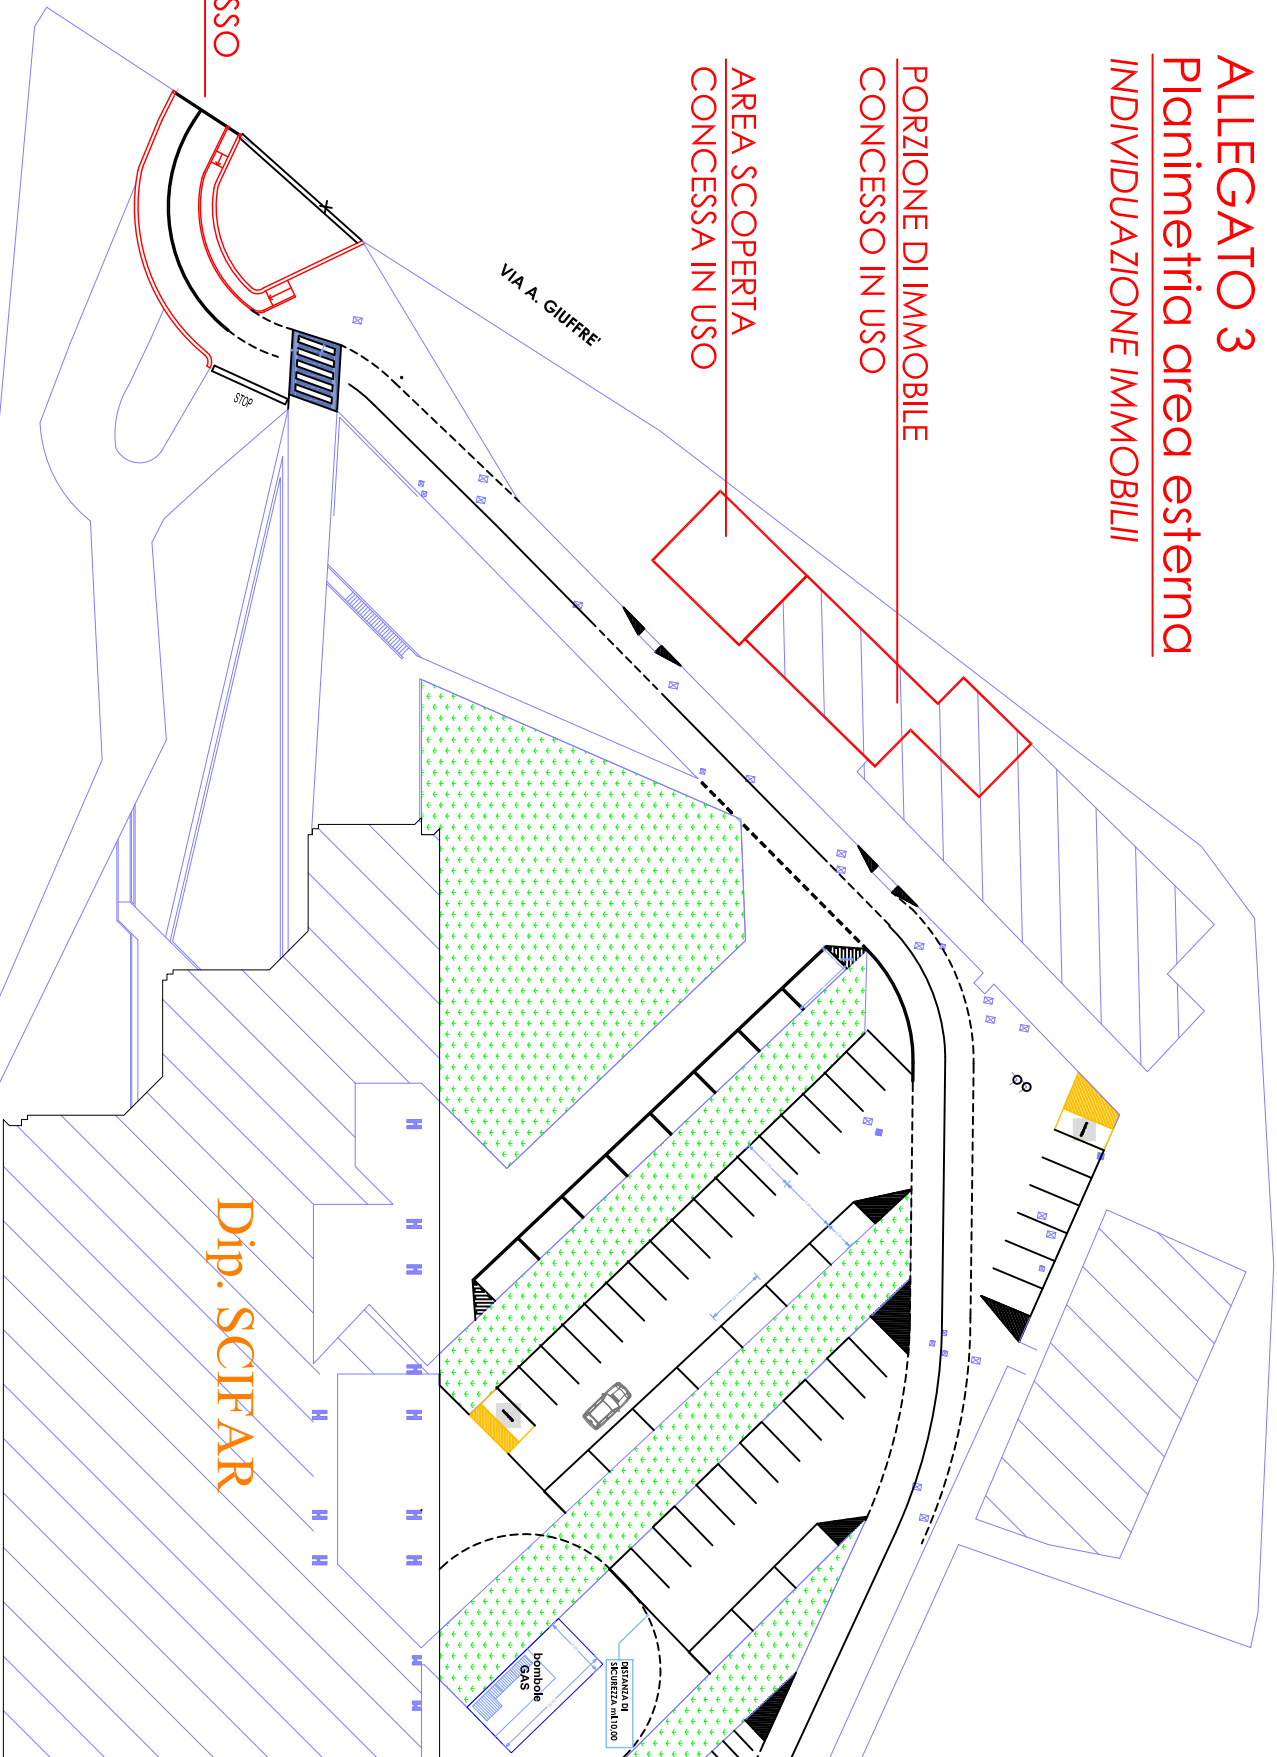 ALLEGATO 3
Planimetria area esterna
INDIVIDUAZIONE IMMOBILII
PORZIONE DI IMMOBILE
CONCESSO IN USO
AREA SCOPERTA
CONCESSA IN USO
SSO
VIA A. GIUFFRE'
STOP
Dip. SCIFAR
bombole
GAS
DISTANZA DI
SICUREZZA ml.10.00